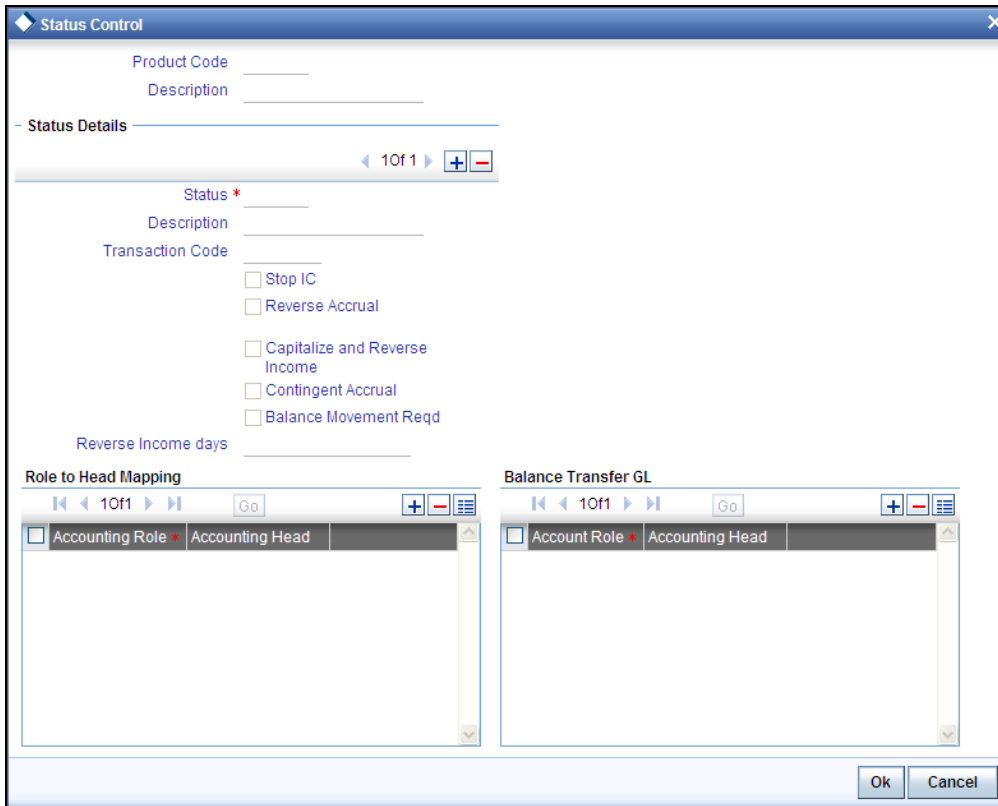 Status Control
Product Code
Description
Status Details
1Of 1
Status *
Description
Transaction Code
Stop IC
Reverse Accrual
Capitalize and Reverse
Income
Contingent Accrual
Balance Movement Reqd
Reverse Income days
Role to Head Mapping
1Of1 Go
Accounting Role * Accounting Head
Balance Transfer GL
1Of1 Go
Account Role * Accounting Head
Ok Cancel